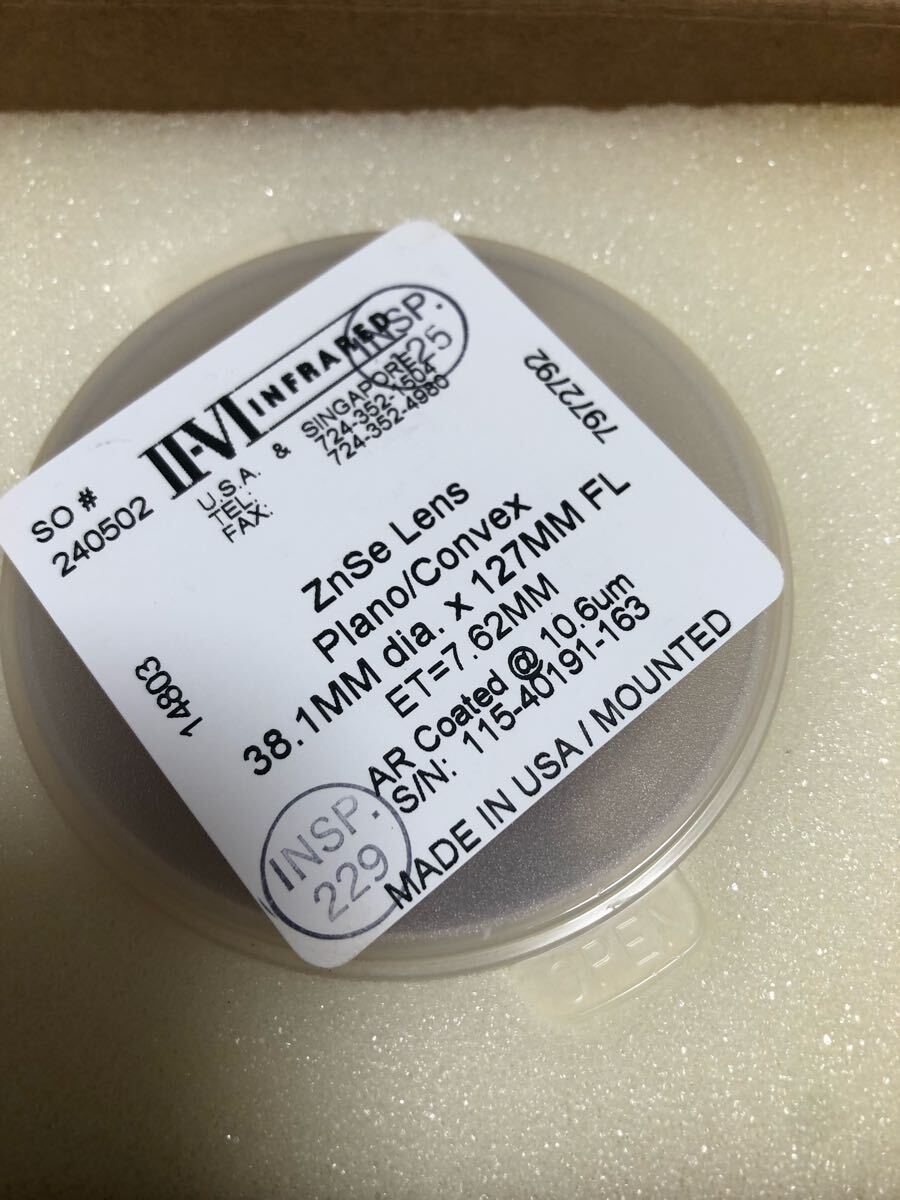 SO #
240502
II-VI INFRARED
U.S.A. & SINGAPORE
TEL: 724-352-1504
FAX: 724-352-4980
INSP.
25
7972792
14803
ZnSe Lens
Plano/Convex
38.1MM dia. x 127MM FL
ET=7.62MM
AR Coated @ 10.6um
S/N: 115-40191-163
MADE IN USA / MOUNTED
INSP.
229
OPEN